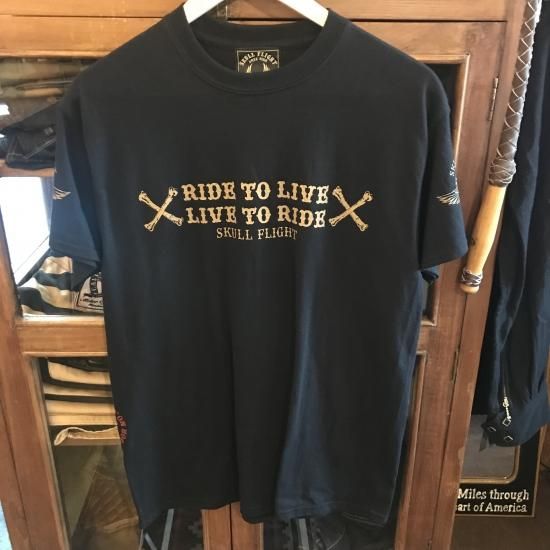 SKULL FLIGHT
RIDE TO LIVE
LIVE TO RIDE
SKULL FLIGHT
Miles through
art of America